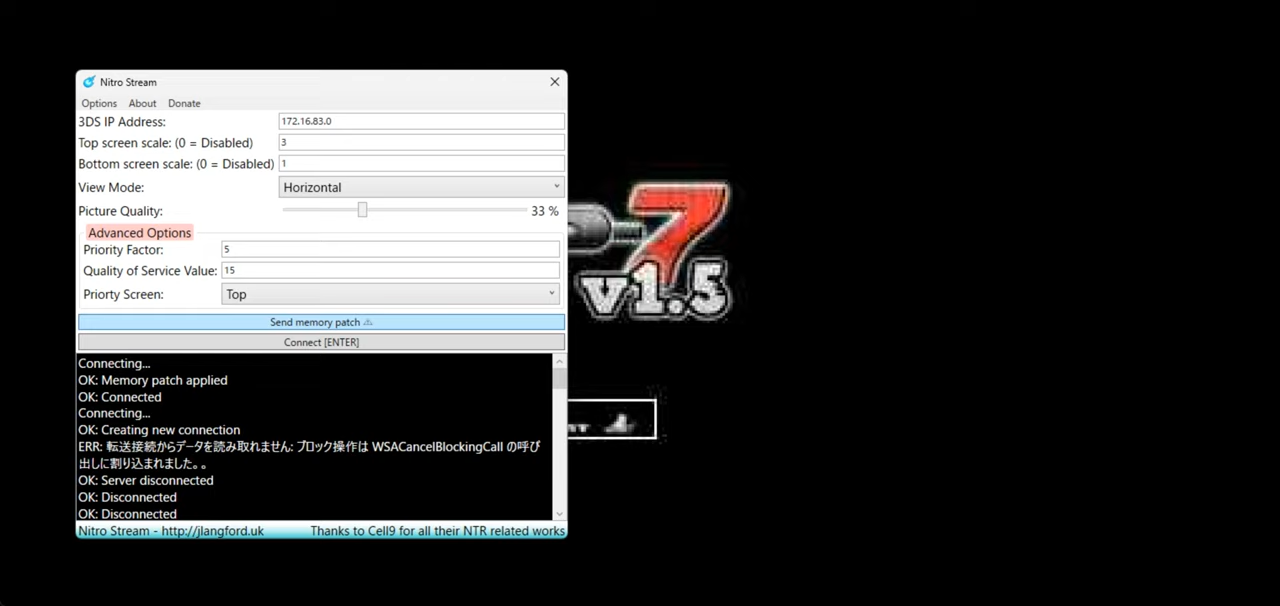 Nitro Stream
Options About Donate
3DS IP Address: 172.16.83.0
Top screen scale: (0 = Disabled) 3
Bottom screen scale: (0 = Disabled) 1
View Mode: Horizontal
Picture Quality: 33 %
Advanced Options
Priority Factor: 5
Quality of Service Value: 15
Priorty Screen: Top
Send memory patch ⚠
Connect [ENTER]
Connecting...
OK: Memory patch applied
OK: Connected
Connecting...
OK: Creating new connection
ERR: 転送接続からデータを読み取れません: ブロック操作は WSACancelBlockingCall の呼び
出しに割り込まれました。。
OK: Server disconnected
OK: Disconnected
OK: Disconnected
Nitro Stream - http://jlangford.uk Thanks to Cell9 for all their NTR related works
7
v1.5